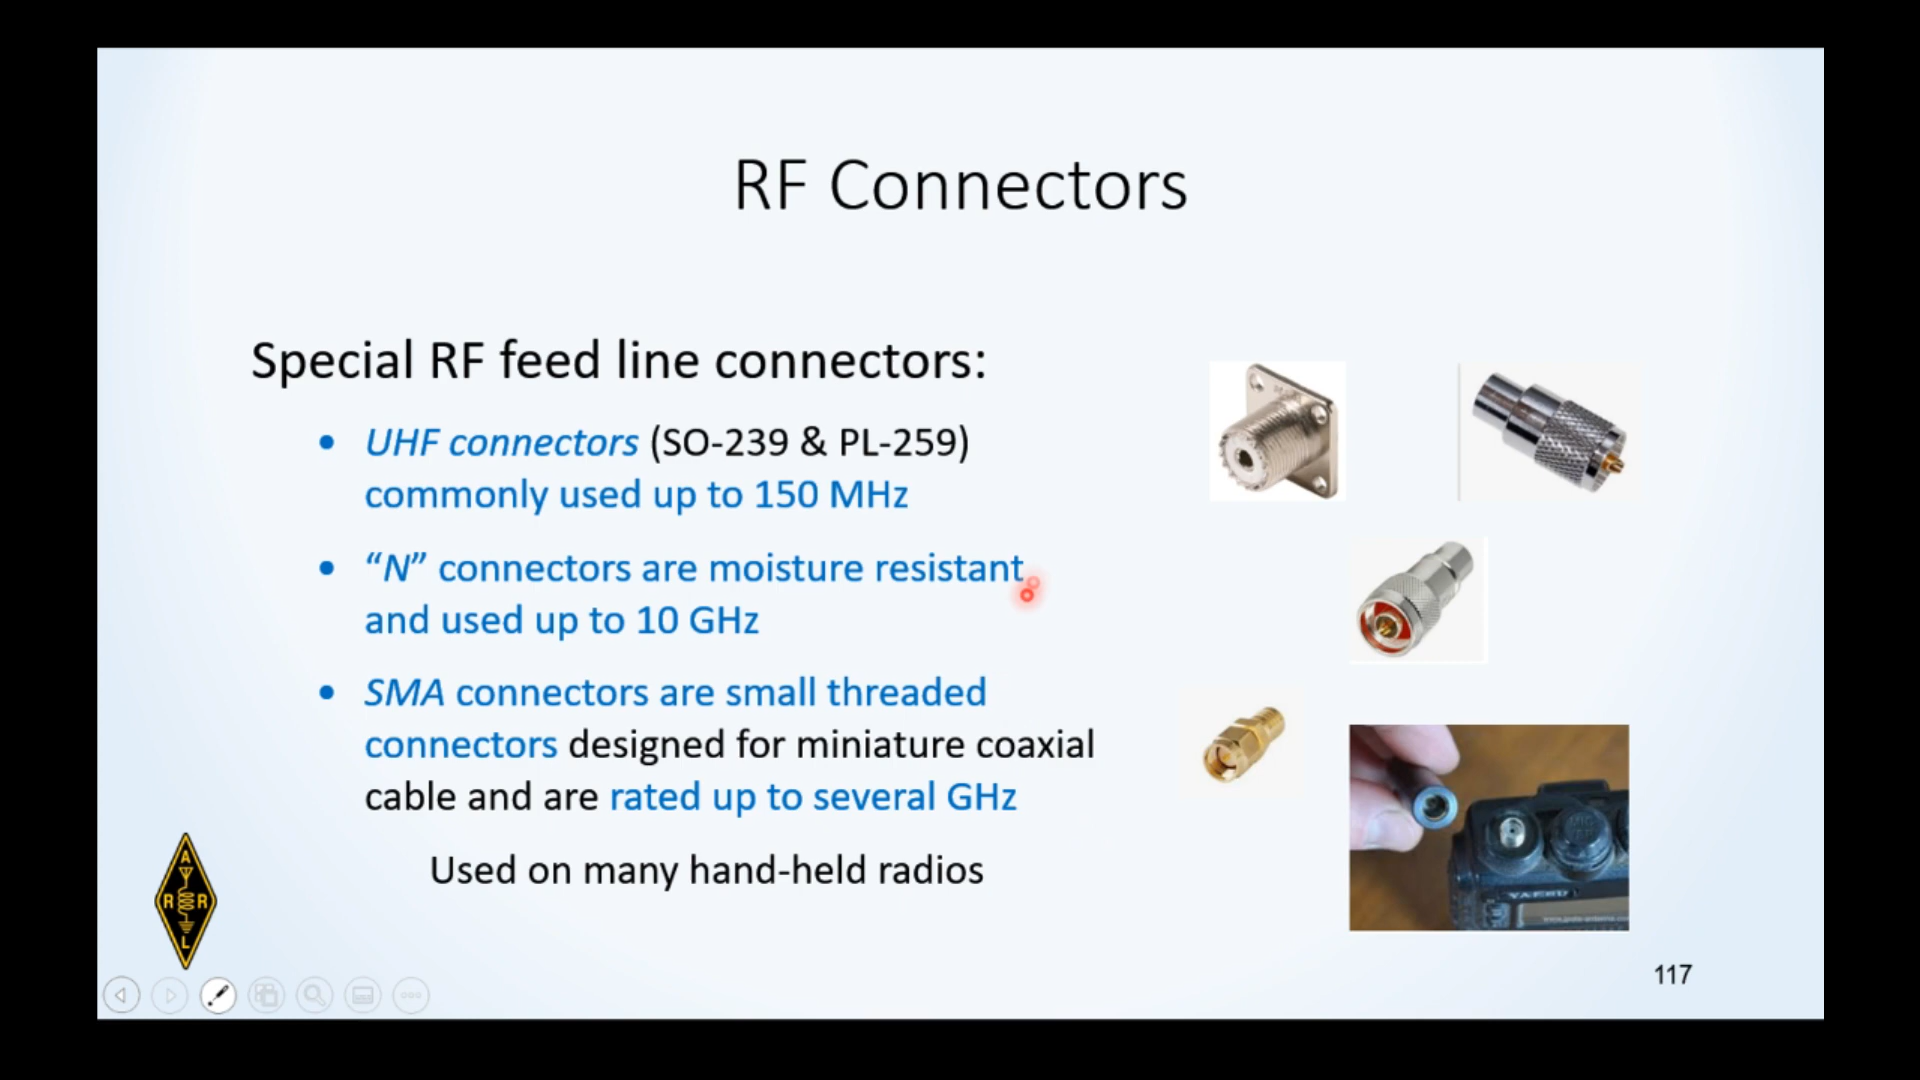 RF Connectors
Special RF feed line connectors:
• UHF connectors (SO-239 & PL-259)
commonly used up to 150 MHz
• “N” connectors are moisture resistant
and used up to 10 GHz
• SMA connectors are small threaded
connectors designed for miniature coaxial
cable and are rated up to several GHz
Used on many hand-held radios
A
R R
L
YAESU
117